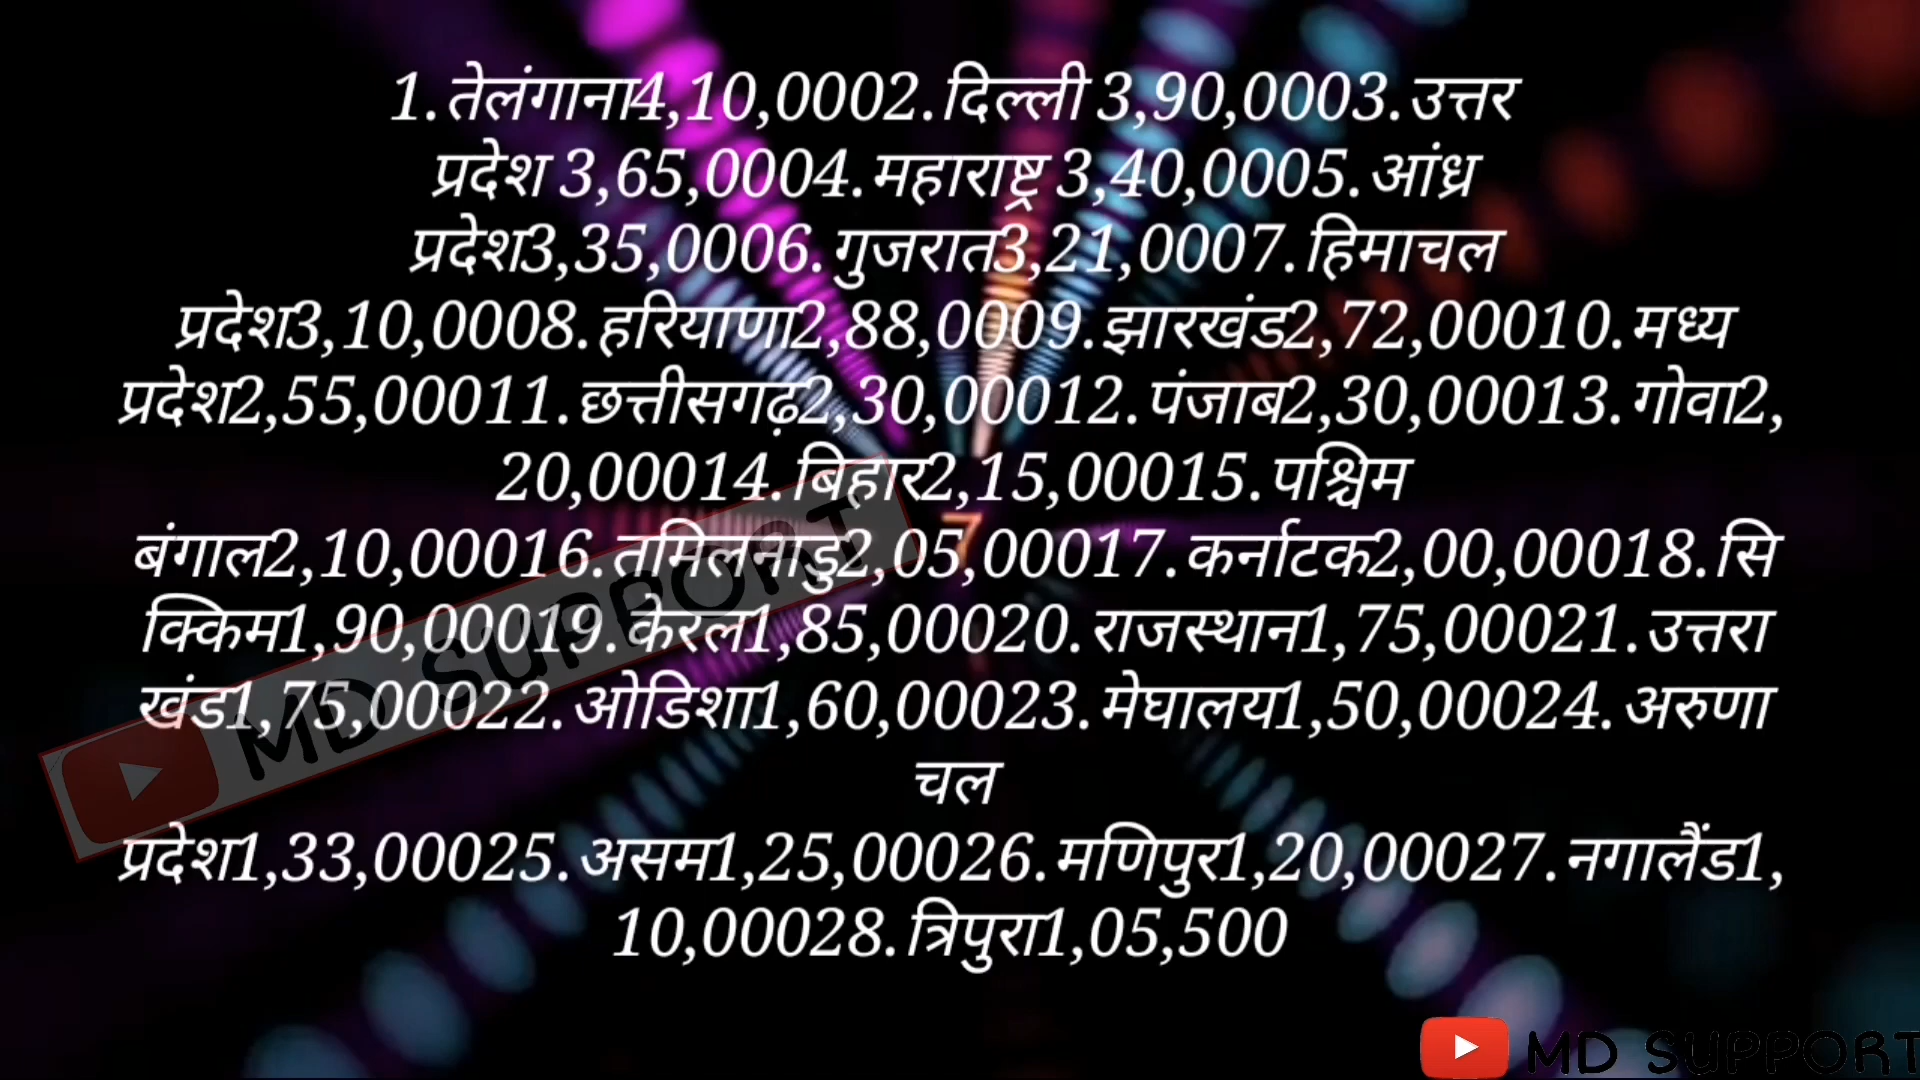 1. तेलंगाना4,10,0002. दिल्ली 3,90,0003. उत्तर
प्रदेश 3,65,0004. महाराष्ट्र 3,40,0005. आंध्र
प्रदेश3,35,0006. गुजरात3,21,0007. हिमाचल
प्रदेश3,10,0008. हरियाणा2,88,0009. झारखंड2,72,00010. मध्य
प्रदेश2,55,00011. छत्तीसगढ़2,30,00012. पंजाब2,30,00013. गोवा2,
20,00014. बिहार2,15,00015. पश्चिम
बंगाल2,10,00016. तमिलनाडु2,05,00017. कर्नाटक2,00,00018. सि
क्किम1,90,00019. केरल1,85,00020. राजस्थान1,75,00021. उत्तरा
खंड1,75,00022. ओडिशा1,60,00023. मेघालय1,50,00024. अरुणा
चल
प्रदेश1,33,00025. असम1,25,00026. मणिपुर1,20,00027. नगालैंड1,
10,00028. त्रिपुरा1,05,500
7
MD SUPPORT
MD SUPPORT